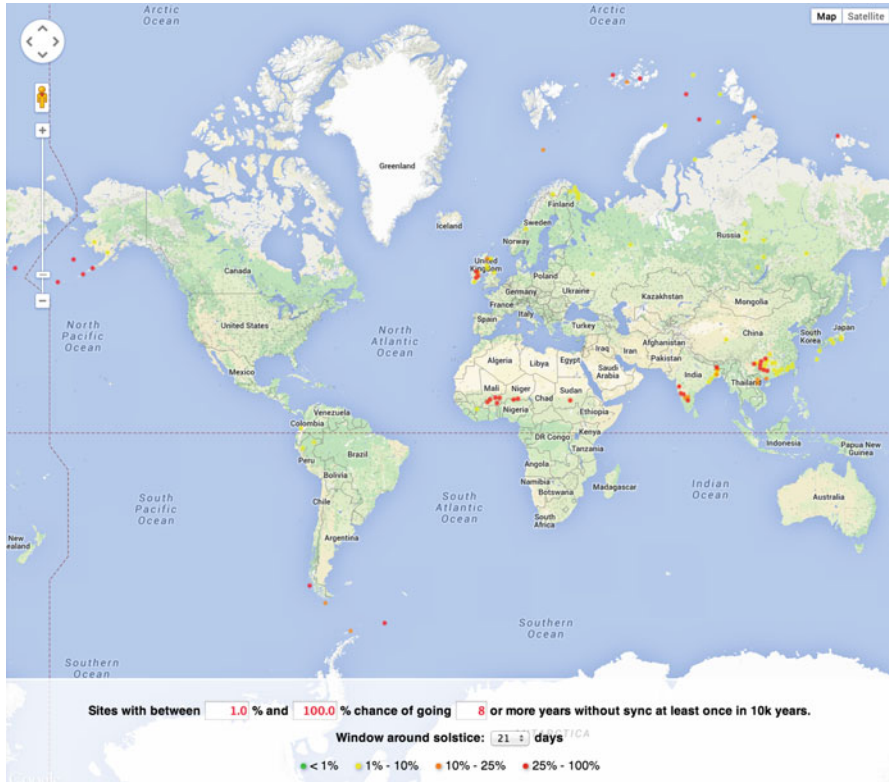 Arctic
Ocean
Arctic
Ocean
Map Satellite
Greenland
Iceland
Finland
Sweden
Norway
Russia
United
Kingdom
Canada
Poland
Germany
Ukraine
France
Kazakhstan
Mongolia
Spain
Italy
Turkey
North
Pacific
Ocean
United States
North
Atlantic
Ocean
Afghanistan
China
South
Korea
Japan
Iraq
Iran
Pakistan
Algeria
Libya
Egypt
Saudi
Arabia
Mexico
India
Thailand
Mali
Niger
Chad
Sudan
Nigeria
Ethiopia
Venezuela
Colombia
Kenya
DR Congo
Tanzania
Indonesia
Papua New
Guinea
Peru
Brazil
Bolivia
Angola
Namibia
Botswana
Madagascar
Indian
Ocean
Australia
South
Pacific
Ocean
Chile
South
Atlantic
Ocean
South
Africa
New
ealand
Argentina
Southern
Ocean
Southern
Ocean
Sites with between 1.0 % and 100.0 % chance of going 8 or more years without sync at least once in 10k years.
Window around solstice: 21 days
ANTARCTICA
< 1% 1% - 10% 10% - 25% 25% - 100%